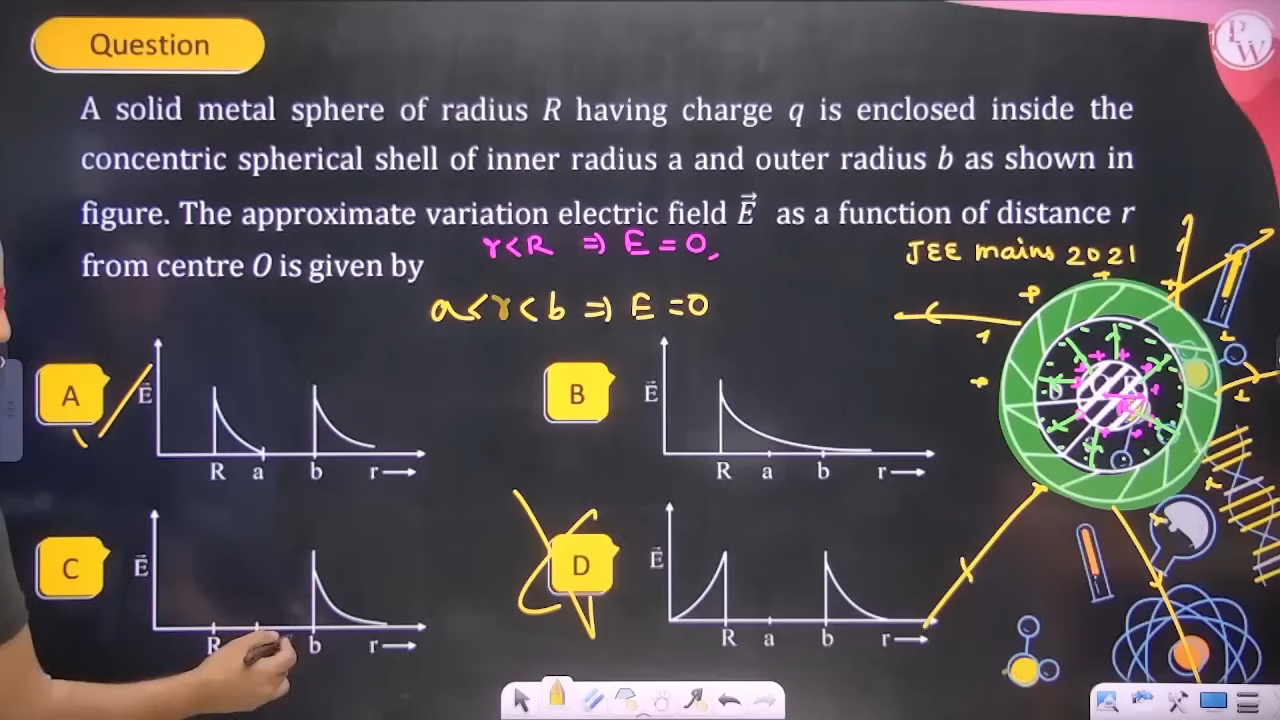 Question
PW
A solid metal sphere of radius R having charge q is enclosed inside the
concentric spherical shell of inner radius a and outer radius b as shown in
figure. The approximate variation electric field E⃗ as a function of distance r
from centre O is given by
r<R ⇒ E = 0,
JEE mains 2021
a<r<b ⇒ E = 0
A
E⃗
R a b r→
B
E⃗
R a b r→
C
E⃗
R b r→
D
E⃗
R a b r→